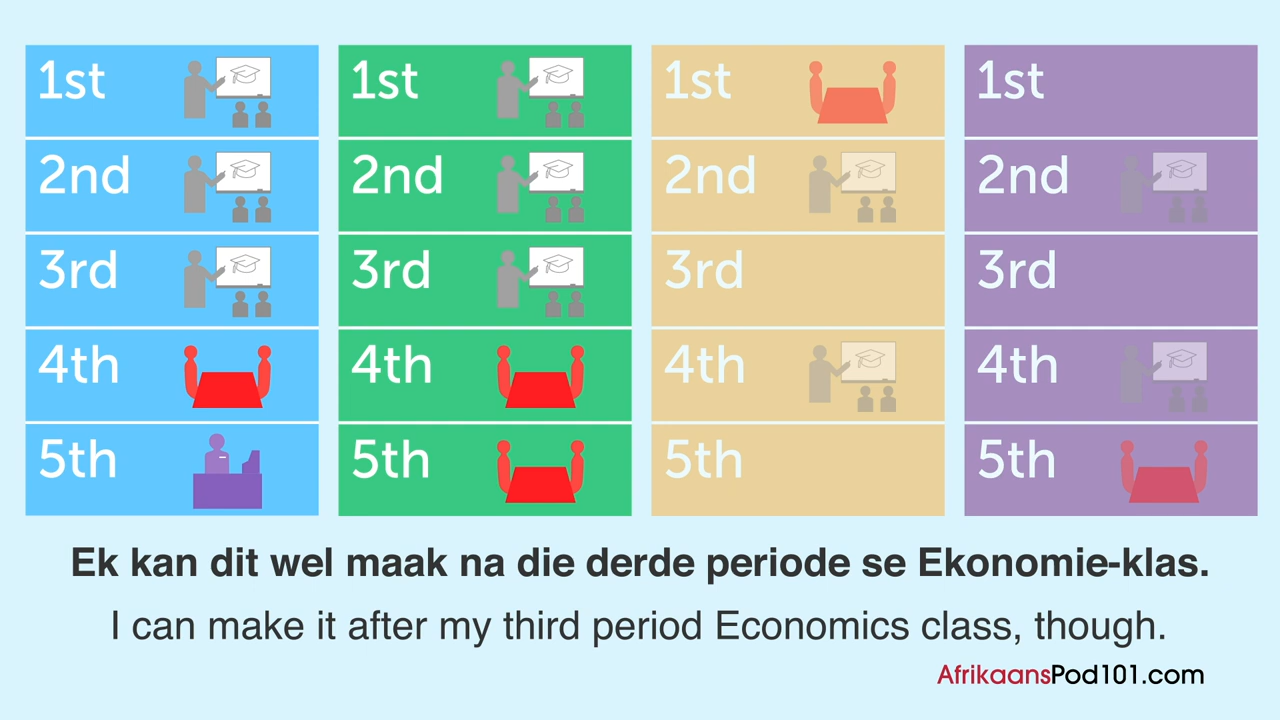 1st 1st 1st 1st
2nd 2nd 2nd 2nd
3rd 3rd 3rd 3rd
4th 4th 4th 4th
5th 5th 5th 5th
Ek kan dit wel maak na die derde periode se Ekonomie-klas.
I can make it after my third period Economics class, though.
AfrikaansPod101.com